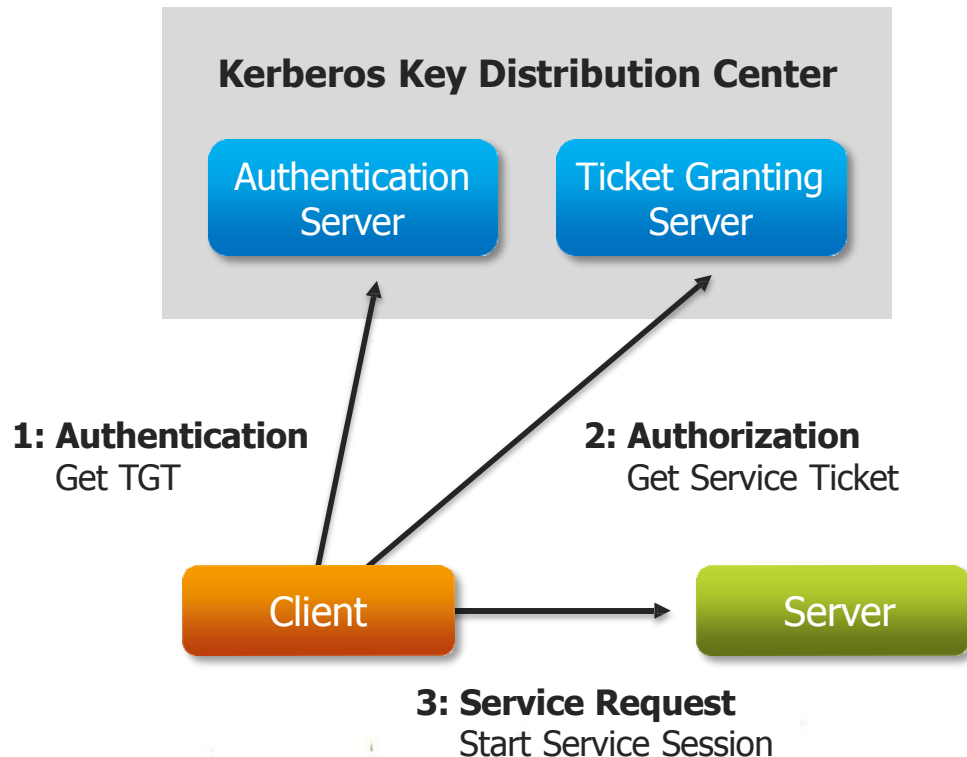 Kerberos Key Distribution Center
Authentication
Server
Ticket Granting
Server
1: Authentication
Get TGT
2: Authorization
Get Service Ticket
Client
Server
3: Service Request
Start Service Session